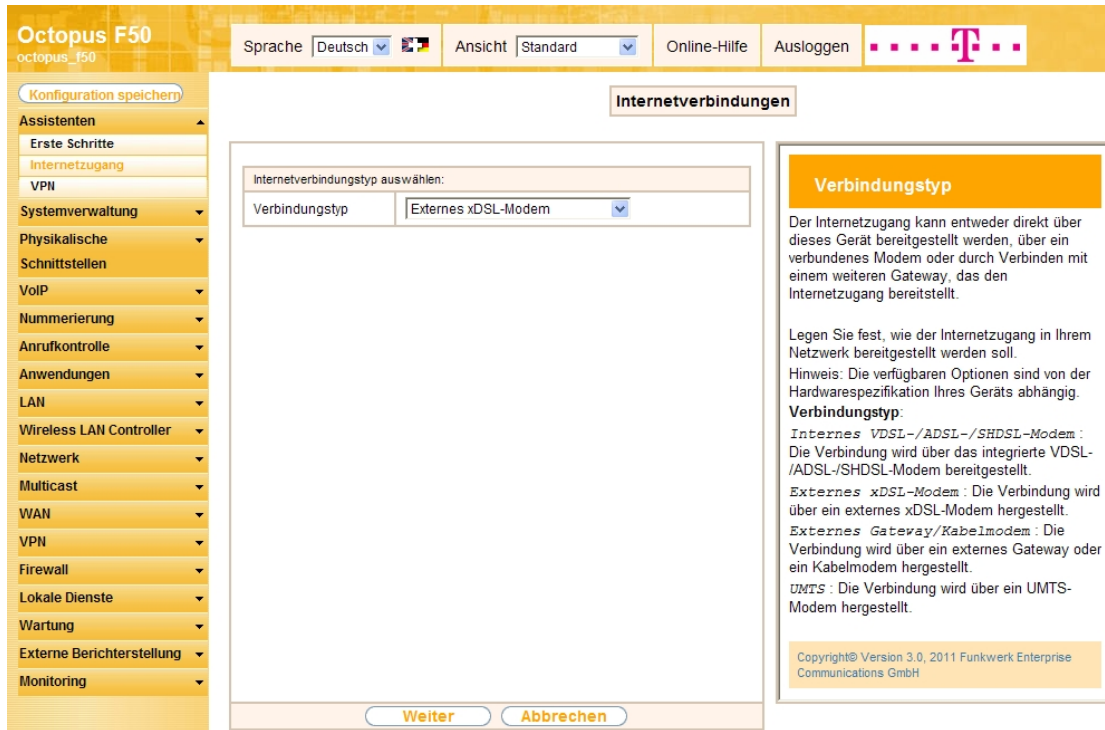 Octopus F50
octopus_f50
Sprache Deutsch
Ansicht Standard
Online-Hilfe
Ausloggen
T
Konfiguration speichern
Assistenten
Erste Schritte
Internetzugang
VPN
Systemverwaltung
Physikalische
Schnittstellen
VoIP
Nummerierung
Anrufkontrolle
Anwendungen
LAN
Wireless LAN Controller
Netzwerk
Multicast
WAN
VPN
Firewall
Lokale Dienste
Wartung
Externe Berichterstellung
Monitoring
Internetverbindungen
Internetverbindungstyp auswählen:
Verbindungstyp Externes xDSL-Modem
Weiter
Abbrechen
Verbindungstyp
Der Internetzugang kann entweder direkt über
dieses Gerät bereitgestellt werden, über ein
verbundenes Modem oder durch Verbinden mit
einem weiteren Gateway, das den
Internetzugang bereitstellt.
Legen Sie fest, wie der Internetzugang in Ihrem
Netzwerk bereitgestellt werden soll.
Hinweis: Die verfügbaren Optionen sind von der
Hardwarespezifikation Ihres Geräts abhängig.
Verbindungstyp:
Internes VDSL-/ADSL-/SHDSL-Modem :
Die Verbindung wird über das integrierte VDSL-
/ADSL-/SHDSL-Modem bereitgestellt.
Externes xDSL-Modem : Die Verbindung wird
über ein externes xDSL-Modem hergestellt.
Externes Gateway/Kabelmodem : Die
Verbindung wird über ein externes Gateway oder
ein Kabelmodem hergestellt.
UMTS : Die Verbindung wird über ein UMTS-
Modem hergestellt.
Copyright© Version 3.0, 2011 Funkwerk Enterprise
Communications GmbH